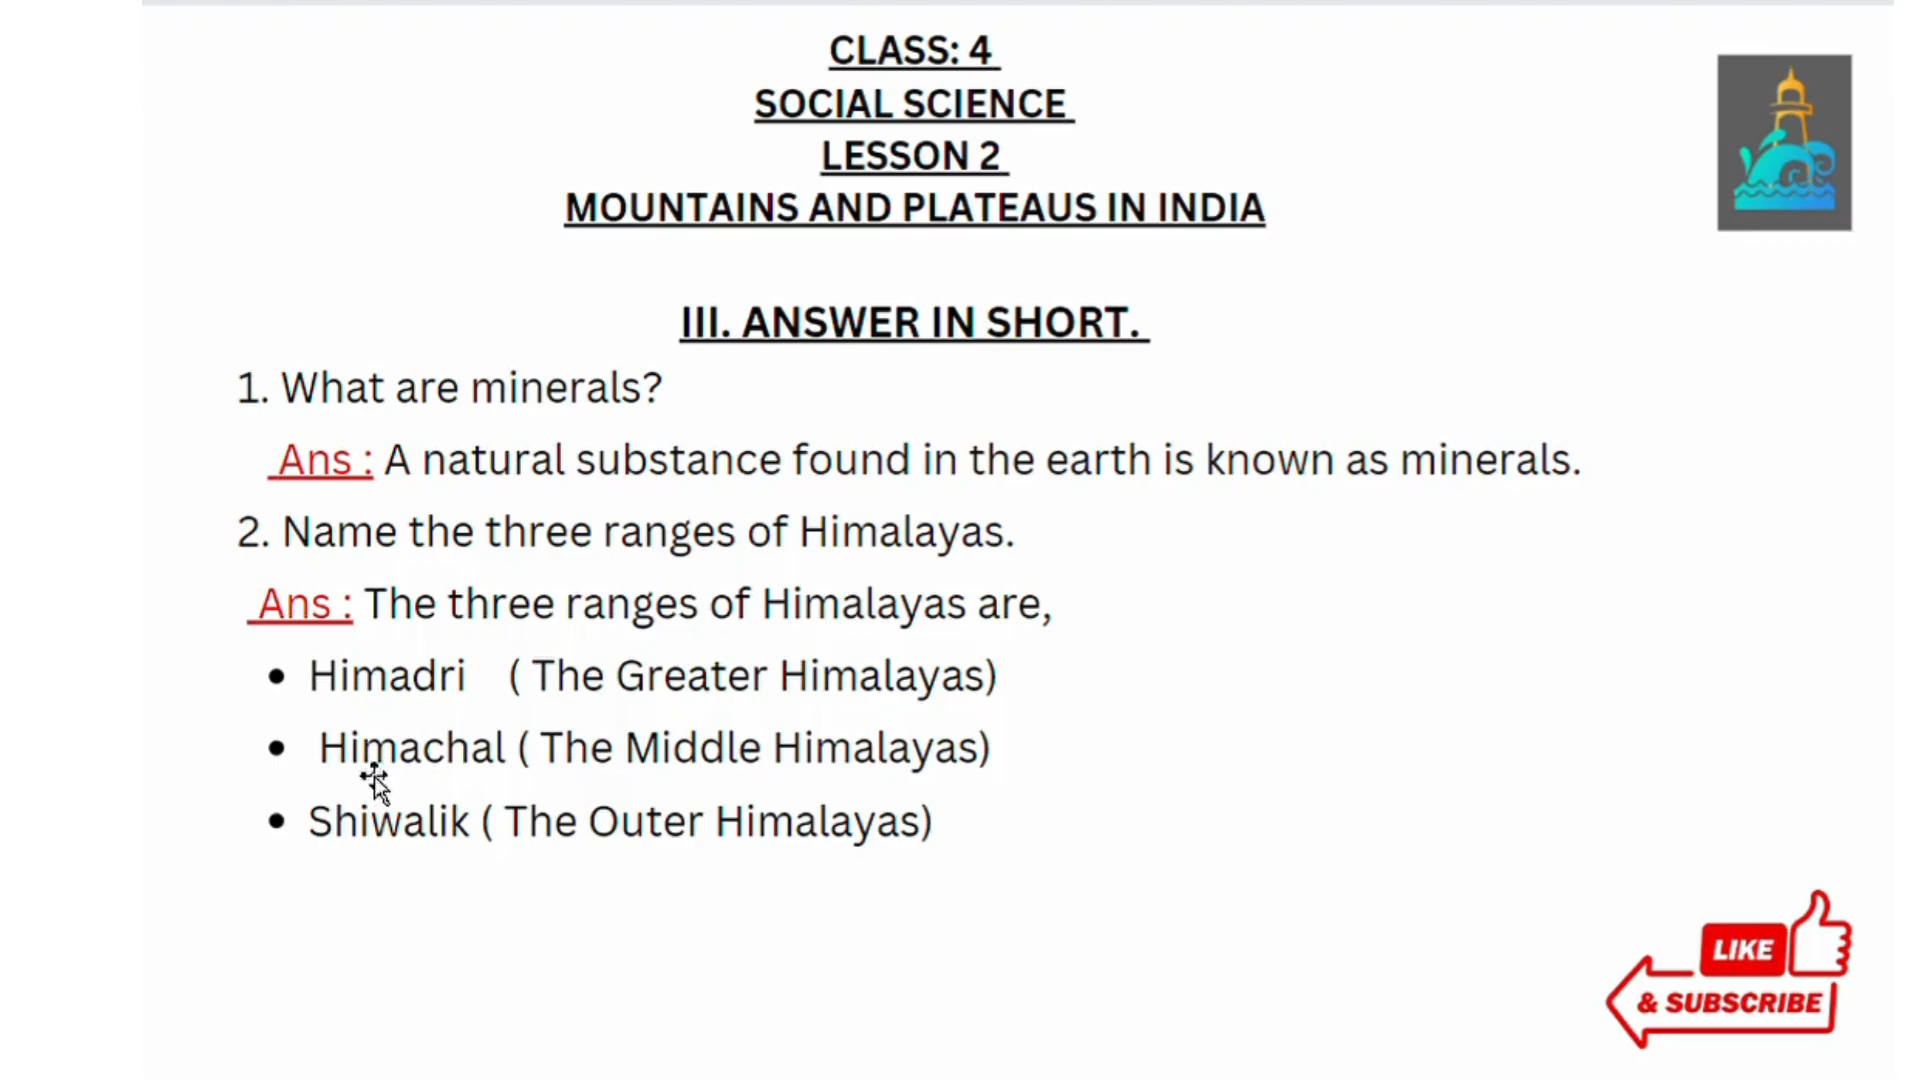 CLASS: 4
SOCIAL SCIENCE
LESSON 2
MOUNTAINS AND PLATEAUS IN INDIA
III. ANSWER IN SHORT.
1. What are minerals?
Ans : A natural substance found in the earth is known as minerals.
2. Name the three ranges of Himalayas.
Ans : The three ranges of Himalayas are,
• Himadri ( The Greater Himalayas)
• Himachal ( The Middle Himalayas)
• Shiwalik ( The Outer Himalayas)
LIKE
& SUBSCRIBE